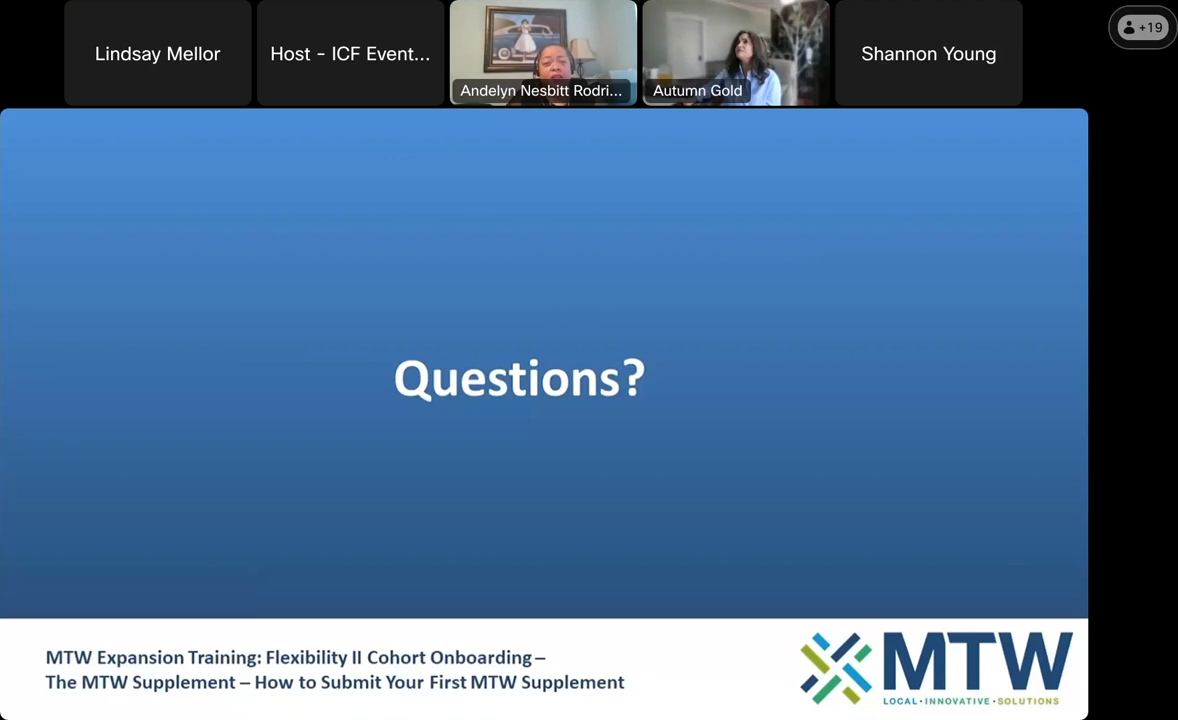 Lindsay Mellor
Host - ICF Event...
Andelyn Nesbitt Rodri...
Autumn Gold
Shannon Young
+19
Questions?
MTW Expansion Training: Flexibility II Cohort Onboarding –
The MTW Supplement – How to Submit Your First MTW Supplement
MTW
LOCAL · INNOVATIVE · SOLUTIONS